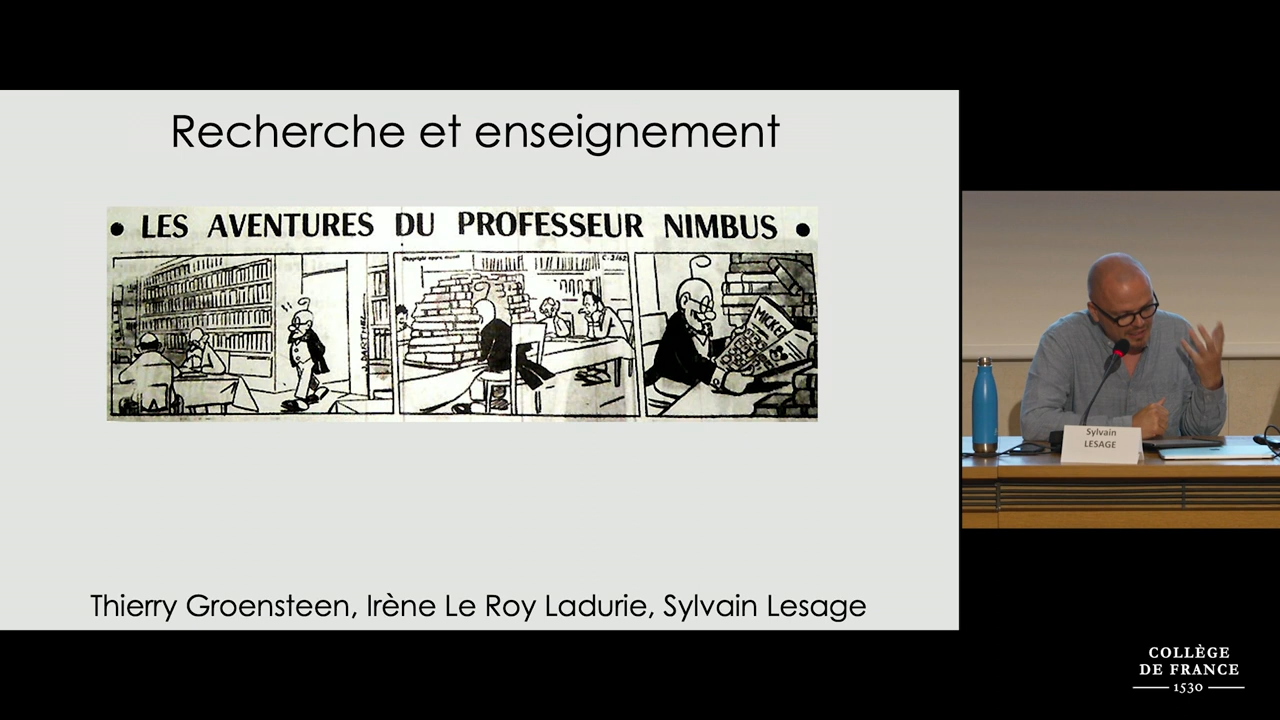 Recherche et enseignement
• LES AVENTURES DU PROFESSEUR NIMBUS •
MICKEY
Thierry Groensteen, Irène Le Roy Ladurie, Sylvain Lesage
Sylvain
LESAGE
COLLÈGE
DE FRANCE
1530